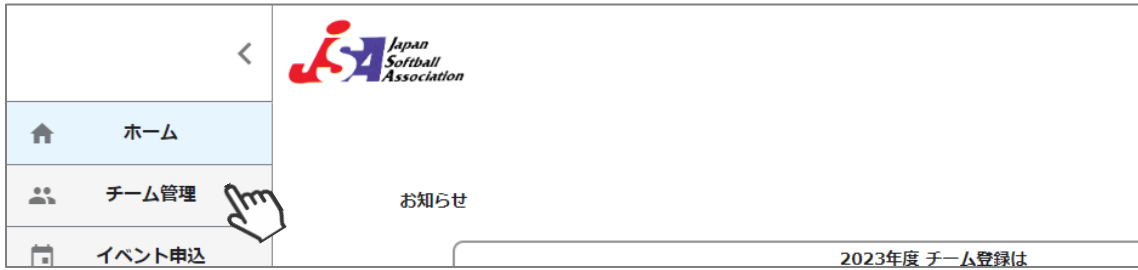 JSA
Japan
Softball
Association
ホーム
チーム管理
お知らせ
イベント申込
2023年度 チーム登録は